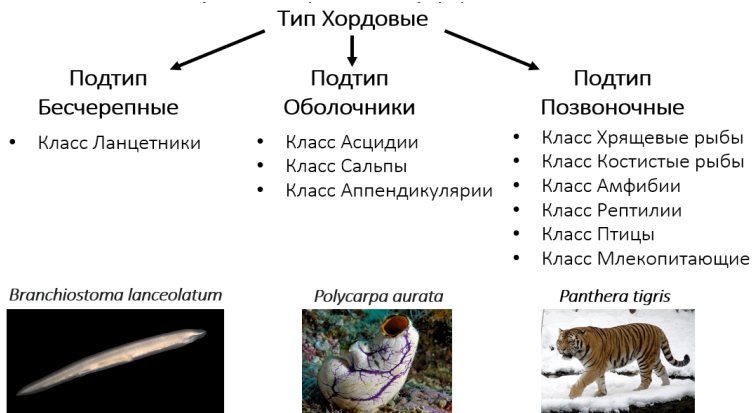 Тип Хордовые
Подтип
Бесчерепные
• Класс Ланцетники
Подтип
Оболочники
• Класс Асцидии
• Класс Сальпы
• Класс Аппендикулярии
Подтип
Позвоночные
• Класс Хрящевые рыбы
• Класс Костистые рыбы
• Класс Амфибии
• Класс Рептилии
• Класс Птицы
• Класс Млекопитающие
Branchiostoma lanceolatum
Polycarpa aurata
Panthera tigris